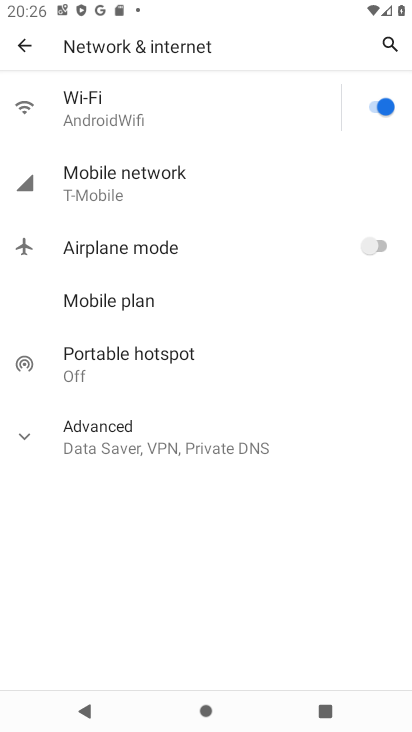 20:26
Network & internet
Wi-Fi
AndroidWifi
Mobile network
T-Mobile
Airplane mode
Mobile plan
Portable hotspot
Off
Advanced
Data Saver, VPN, Private DNS